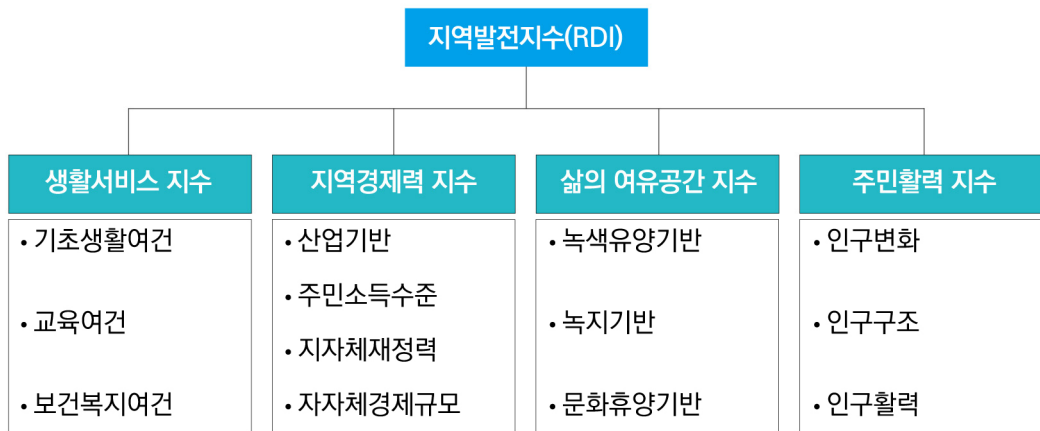 지역발전지수(RDI)
생활서비스 지수
• 기초생활여건
• 교육여건
• 보건복지여건
지역경제력 지수
• 산업기반
• 주민소득수준
• 지자체재정력
• 자자체경제규모
삶의 여유공간 지수
• 녹색유양기반
• 녹지기반
• 문화휴양기반
주민활력 지수
• 인구변화
• 인구구조
• 인구활력